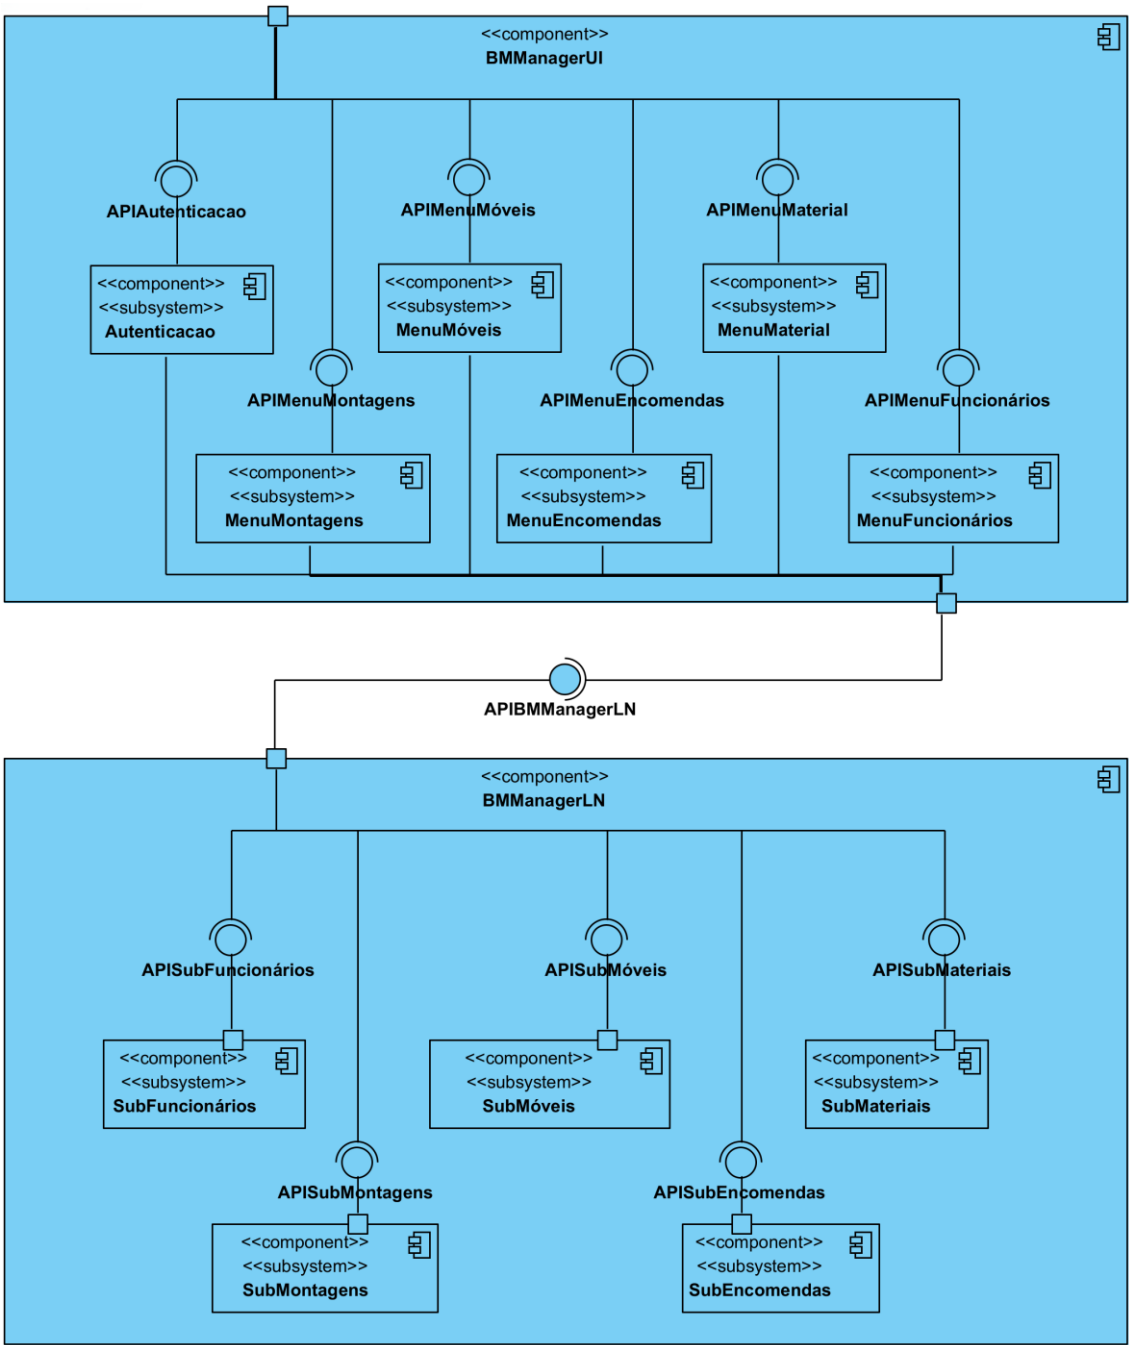 <<component>>
BMManagerUI
APIAutenticacao
APIMenuMóveis
APIMenuMaterial
<<component>>
<<subsystem>>
Autenticacao
<<component>>
<<subsystem>>
MenuMóveis
<<component>>
<<subsystem>>
MenuMaterial
APIMenuMontagens
APIMenuEncomendas
APIMenuFuncionários
<<component>>
<<subsystem>>
MenuMontagens
<<component>>
<<subsystem>>
MenuEncomendas
<<component>>
<<subsystem>>
MenuFuncionários
APIBMManagerLN
<<component>>
BMManagerLN
APISubFuncionários
APISubMóveis
APISubMateriais
<<component>>
<<subsystem>>
SubFuncionários
<<component>>
<<subsystem>>
SubMóveis
<<component>>
<<subsystem>>
SubMateriais
APISubMontagens
APISubEncomendas
<<component>>
<<subsystem>>
SubMontagens
<<component>>
<<subsystem>>
SubEncomendas